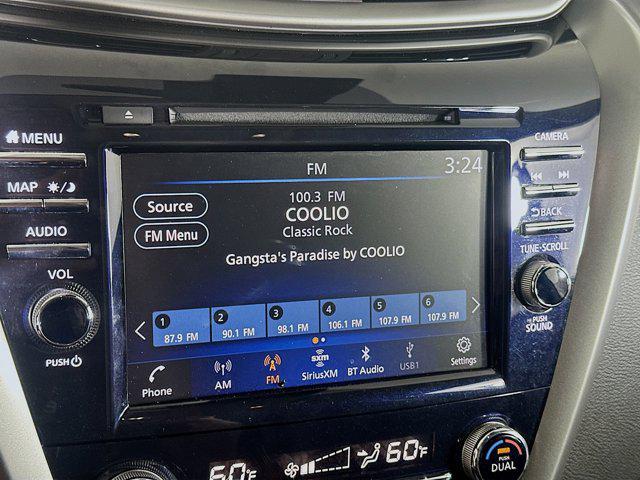 MENU
MAP
AUDIO
VOL
PUSH
FM
3:24
Source
FM Menu
100.3 FM
COOLIO
Classic Rock
Gangsta's Paradise by COOLIO
1 2 3 4 5 6
87.9 FM 90.1 FM 98.1 FM 106.1 FM 107.9 FM 107.9 FM
Phone
AM
FM
sxm
SiriusXM
BT Audio
USB1
Settings
CAMERA
BACK
TUNE·SCROLL
PUSH
SOUND
60°F
60°F
PUSH
DUAL